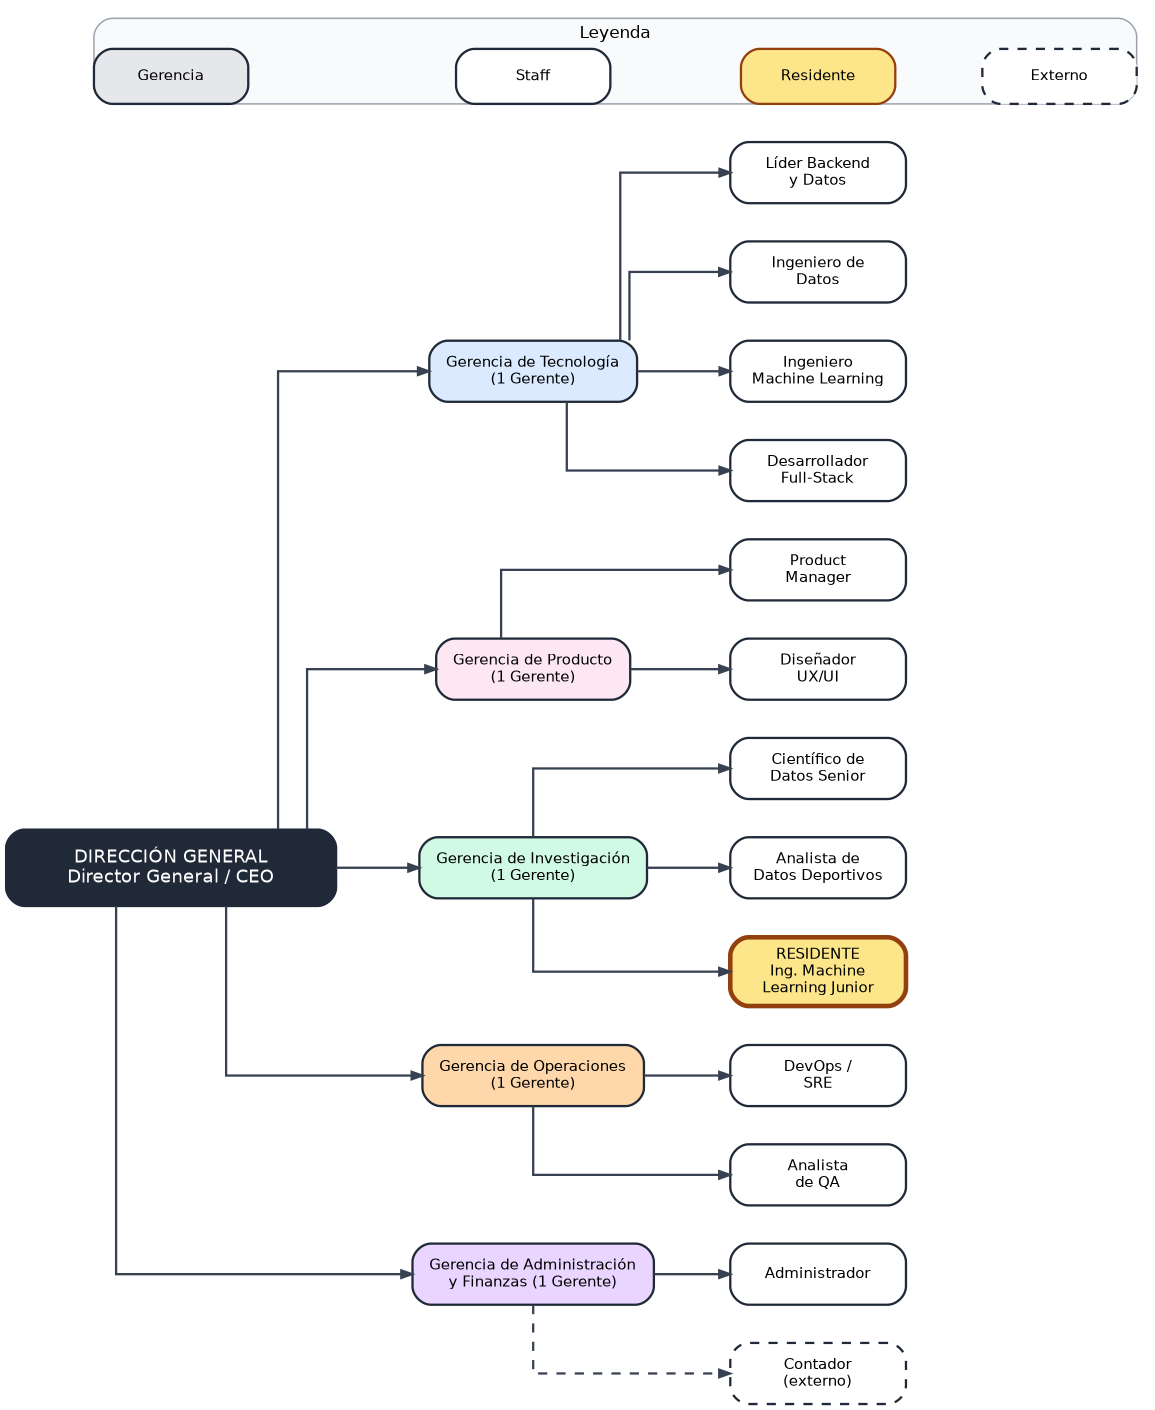 Leyenda
Gerencia
Staff
Residente
Externo
Líder Backend
y Datos
Ingeniero de
Datos
Gerencia de Tecnología
(1 Gerente)
Ingeniero
Machine Learning
Desarrollador
Full-Stack
Product
Manager
Gerencia de Producto
(1 Gerente)
Diseñador
UX/UI
Científico de
Datos Senior
DIRECCIÓN GENERAL
Director General / CEO
Gerencia de Investigación
(1 Gerente)
Analista de
Datos Deportivos
RESIDENTE
Ing. Machine
Learning Junior
Gerencia de Operaciones
(1 Gerente)
DevOps /
SRE
Analista
de QA
Gerencia de Administración
y Finanzas (1 Gerente)
Administrador
Contador
(externo)